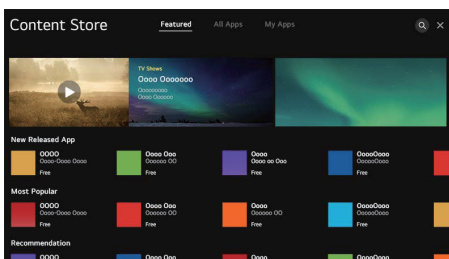 Content Store
Featured All Apps My Apps
TV Shows
Oooo Ooooooo
Ooooooooo
Oooo Oooooo
New Released App
OOOO Oooo Ooo Oooo OoooOooo
Oooo-Oooo Oooo Oooooo OO Oooo oo Ooo OooooOooo
Free Free Free Free
Most Popular
OOOO Oooo Ooo Oooo OoooOooo
Oooo-Oooo Oooo Oooooo OO Oooooo OO OooooOooo
Free Free Free Free
Recommendation
OOOO Oooo Ooo Oooo OoooOooo